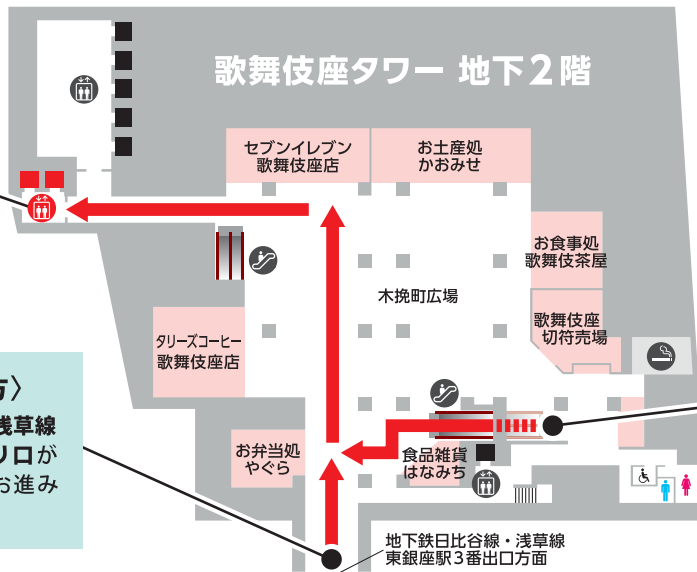 歌舞伎座タワー 地下2階
セブンイレブン
歌舞伎座店
お土産処
かおみせ
お食事処
歌舞伎茶屋
木挽町広場
歌舞伎座
切符売場
タリーズコーヒー
歌舞伎座店
方〉
浅草線
リ口が
お進み
お弁当処
やぐら
食品雑貨
はなみち
地下鉄日比谷線・浅草線
東銀座駅3番出口方面